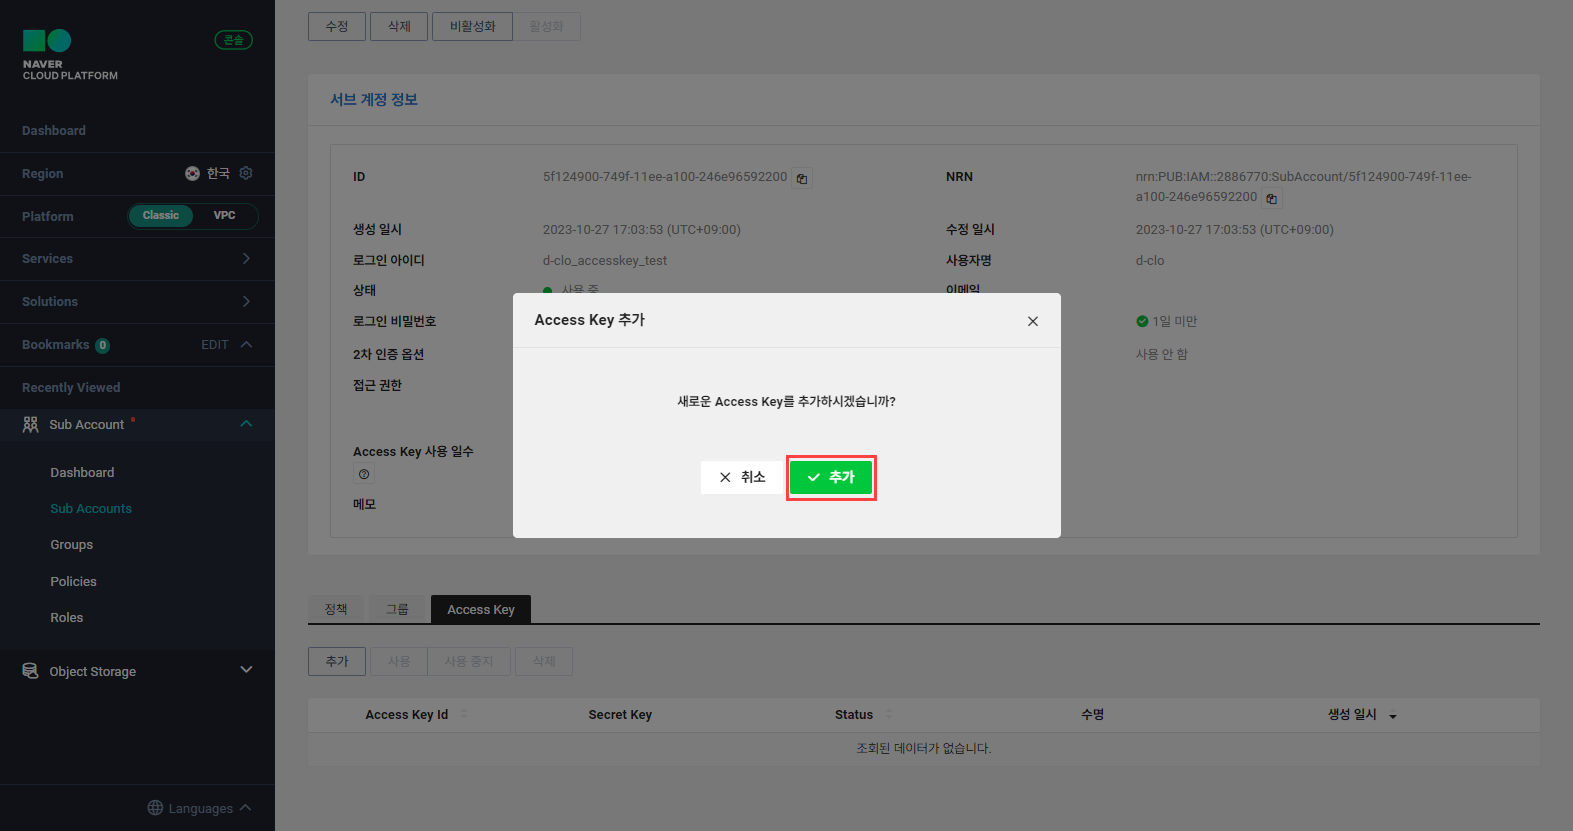 NAVER
CLOUD PLATFORM
콘솔
Dashboard
Region 한국
Platform Classic VPC
Services
Solutions
Bookmarks 0 EDIT
Recently Viewed
Sub Account
Dashboard
Sub Accounts
Groups
Policies
Roles
Object Storage
Languages
수정 삭제 비활성화 활성화
서브 계정 정보
ID 5f124900-749f-11ee-a100-246e96592200
NRN nrn:PUB:IAM::2886770:SubAccount/5f124900-749f-11ee-
a100-246e96592200
생성 일시 2023-10-27 17:03:53 (UTC+09:00)
수정 일시 2023-10-27 17:03:53 (UTC+09:00)
로그인 아이디 d-clo_accesskey_test
사용자명 d-clo
상태 사용 중
이메일
로그인 비밀번호
1일 미만
2차 인증 옵션
사용 안 함
접근 권한
Access Key 사용 일수
메모
Access Key 추가
새로운 Access Key를 추가하시겠습니까?
취소 추가
정책 그룹 Access Key
추가 사용 사용 중지 삭제
Access Key Id Secret Key Status 수명 생성 일시
조회된 데이터가 없습니다.